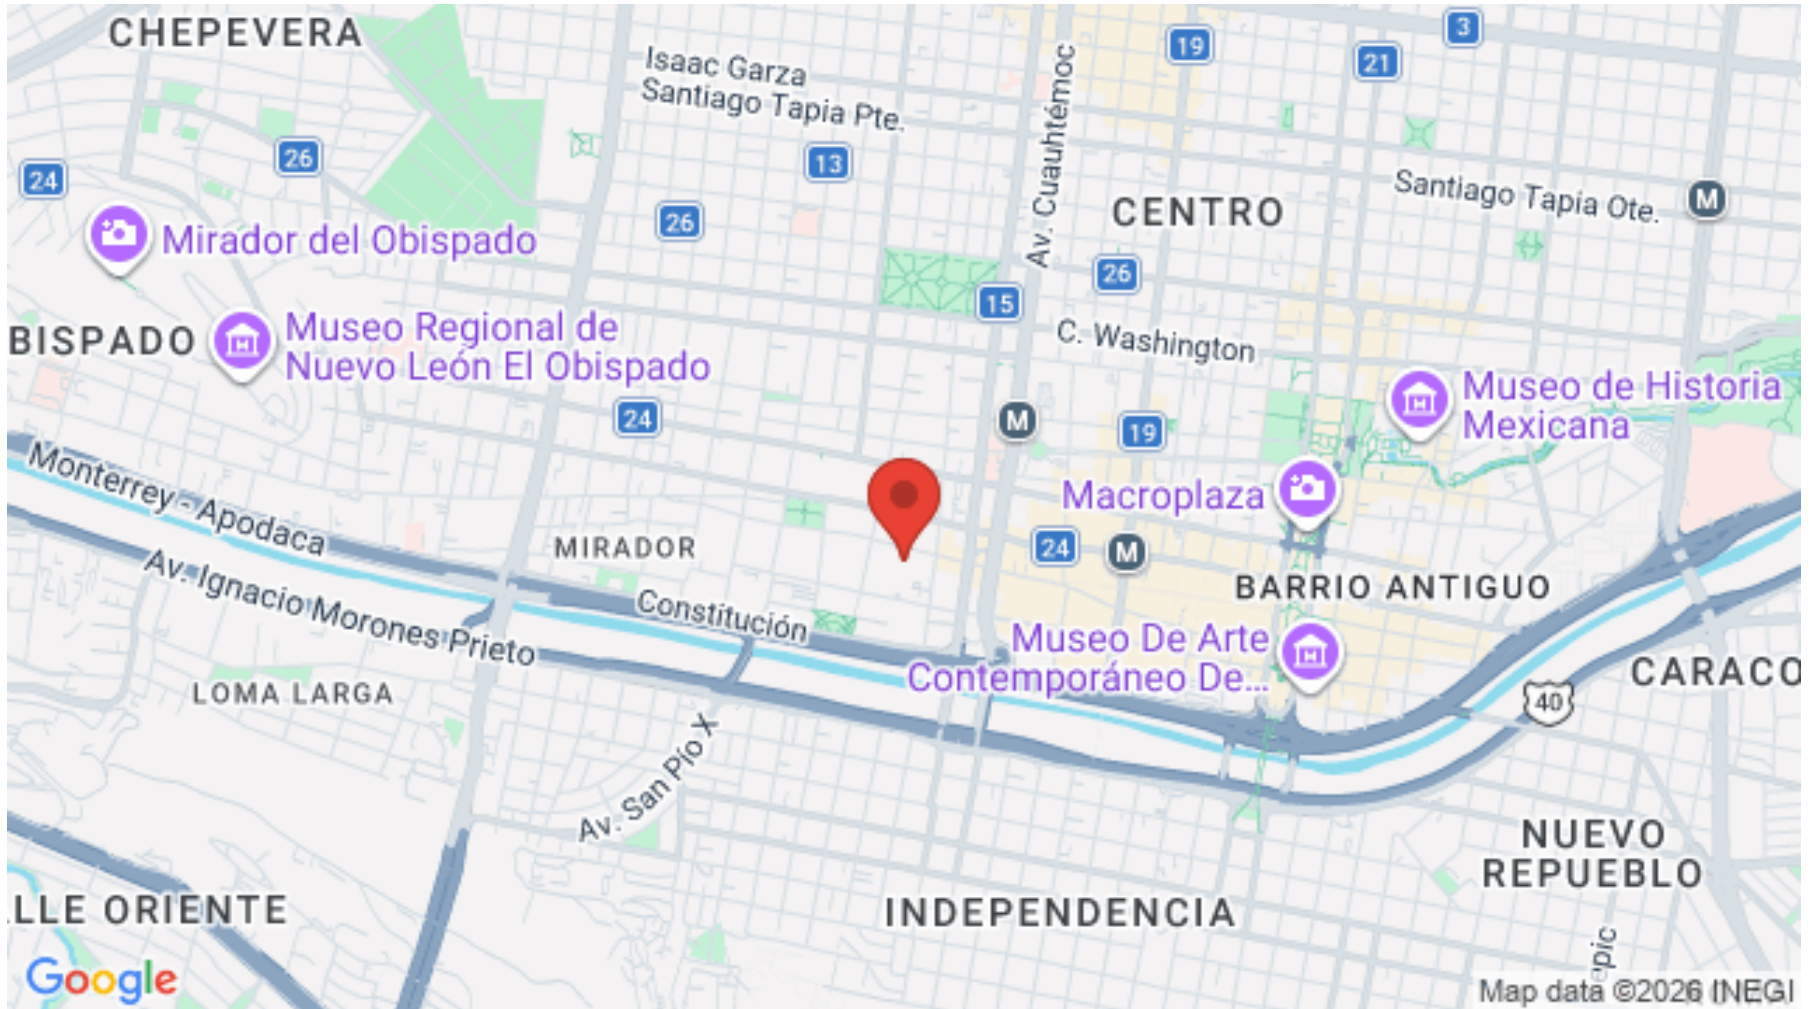 CHEPEVERA
Isaac Garza
Santiago Tapia Pte.
Av. Cuauhtémoc
19
3
21
26
24
13
26
Santiago Tapia Ote.
M
CENTRO
Mirador del Obispado
26
15
C. Washington
BISPADO
Museo Regional de
Nuevo León El Obispado
Museo de Historia
Mexicana
24
M
19
Monterrey - Apodaca
Macroplaza
MIRADOR
24
M
Av. Ignacio Morones Prieto
Constitución
BARRIO ANTIGUO
Museo De Arte
Contemporáneo De...
CARACO
LOMA LARGA
40
Av. San Pío X
NUEVO
REPUEBLO
LLE ORIENTE
INDEPENDENCIA
epic
Google
Map data ©2026 INEGI